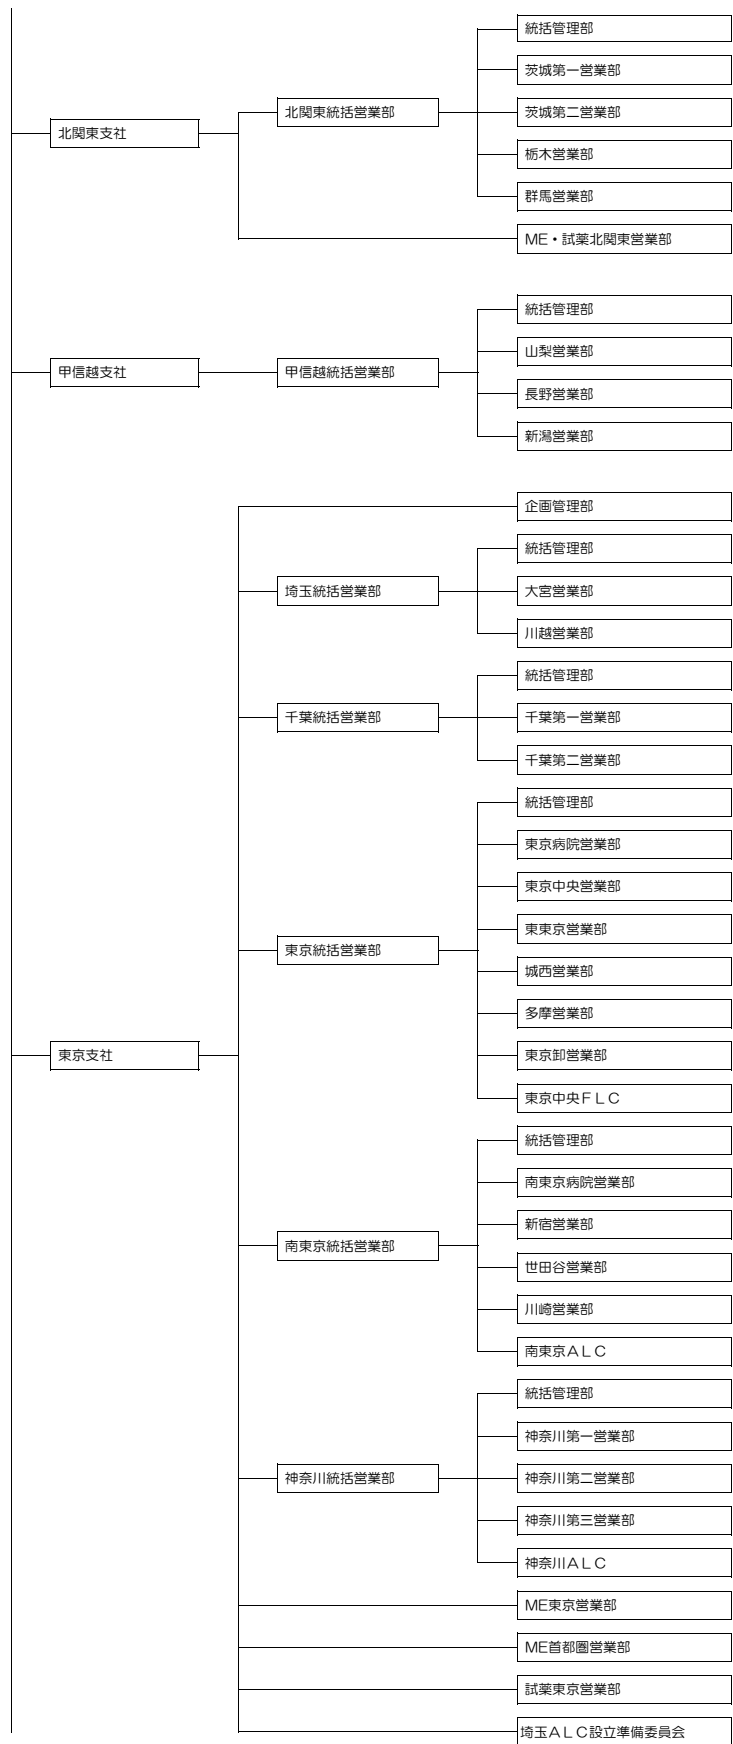 統括管理部
茨城第一営業部
北関東統括営業部
茨城第二営業部
北関東支社
栃木営業部
群馬営業部
ME・試薬北関東営業部
統括管理部
山梨営業部
甲信越支社
甲信越統括営業部
長野営業部
新潟営業部
企画管理部
統括管理部
埼玉統括営業部
大宮営業部
川越営業部
統括管理部
千葉統括営業部
千葉第一営業部
千葉第二営業部
統括管理部
東京病院営業部
東京中央営業部
東東京営業部
東京統括営業部
城西営業部
多摩営業部
東京支社
東京卸営業部
東京中央ＦＬＣ
統括管理部
南東京病院営業部
新宿営業部
南東京統括営業部
世田谷営業部
川崎営業部
南東京ＡＬＣ
統括管理部
神奈川第一営業部
神奈川統括営業部
神奈川第二営業部
神奈川第三営業部
神奈川ＡＬＣ
ME東京営業部
ME首都圏営業部
試薬東京営業部
埼玉ＡＬＣ設立準備委員会